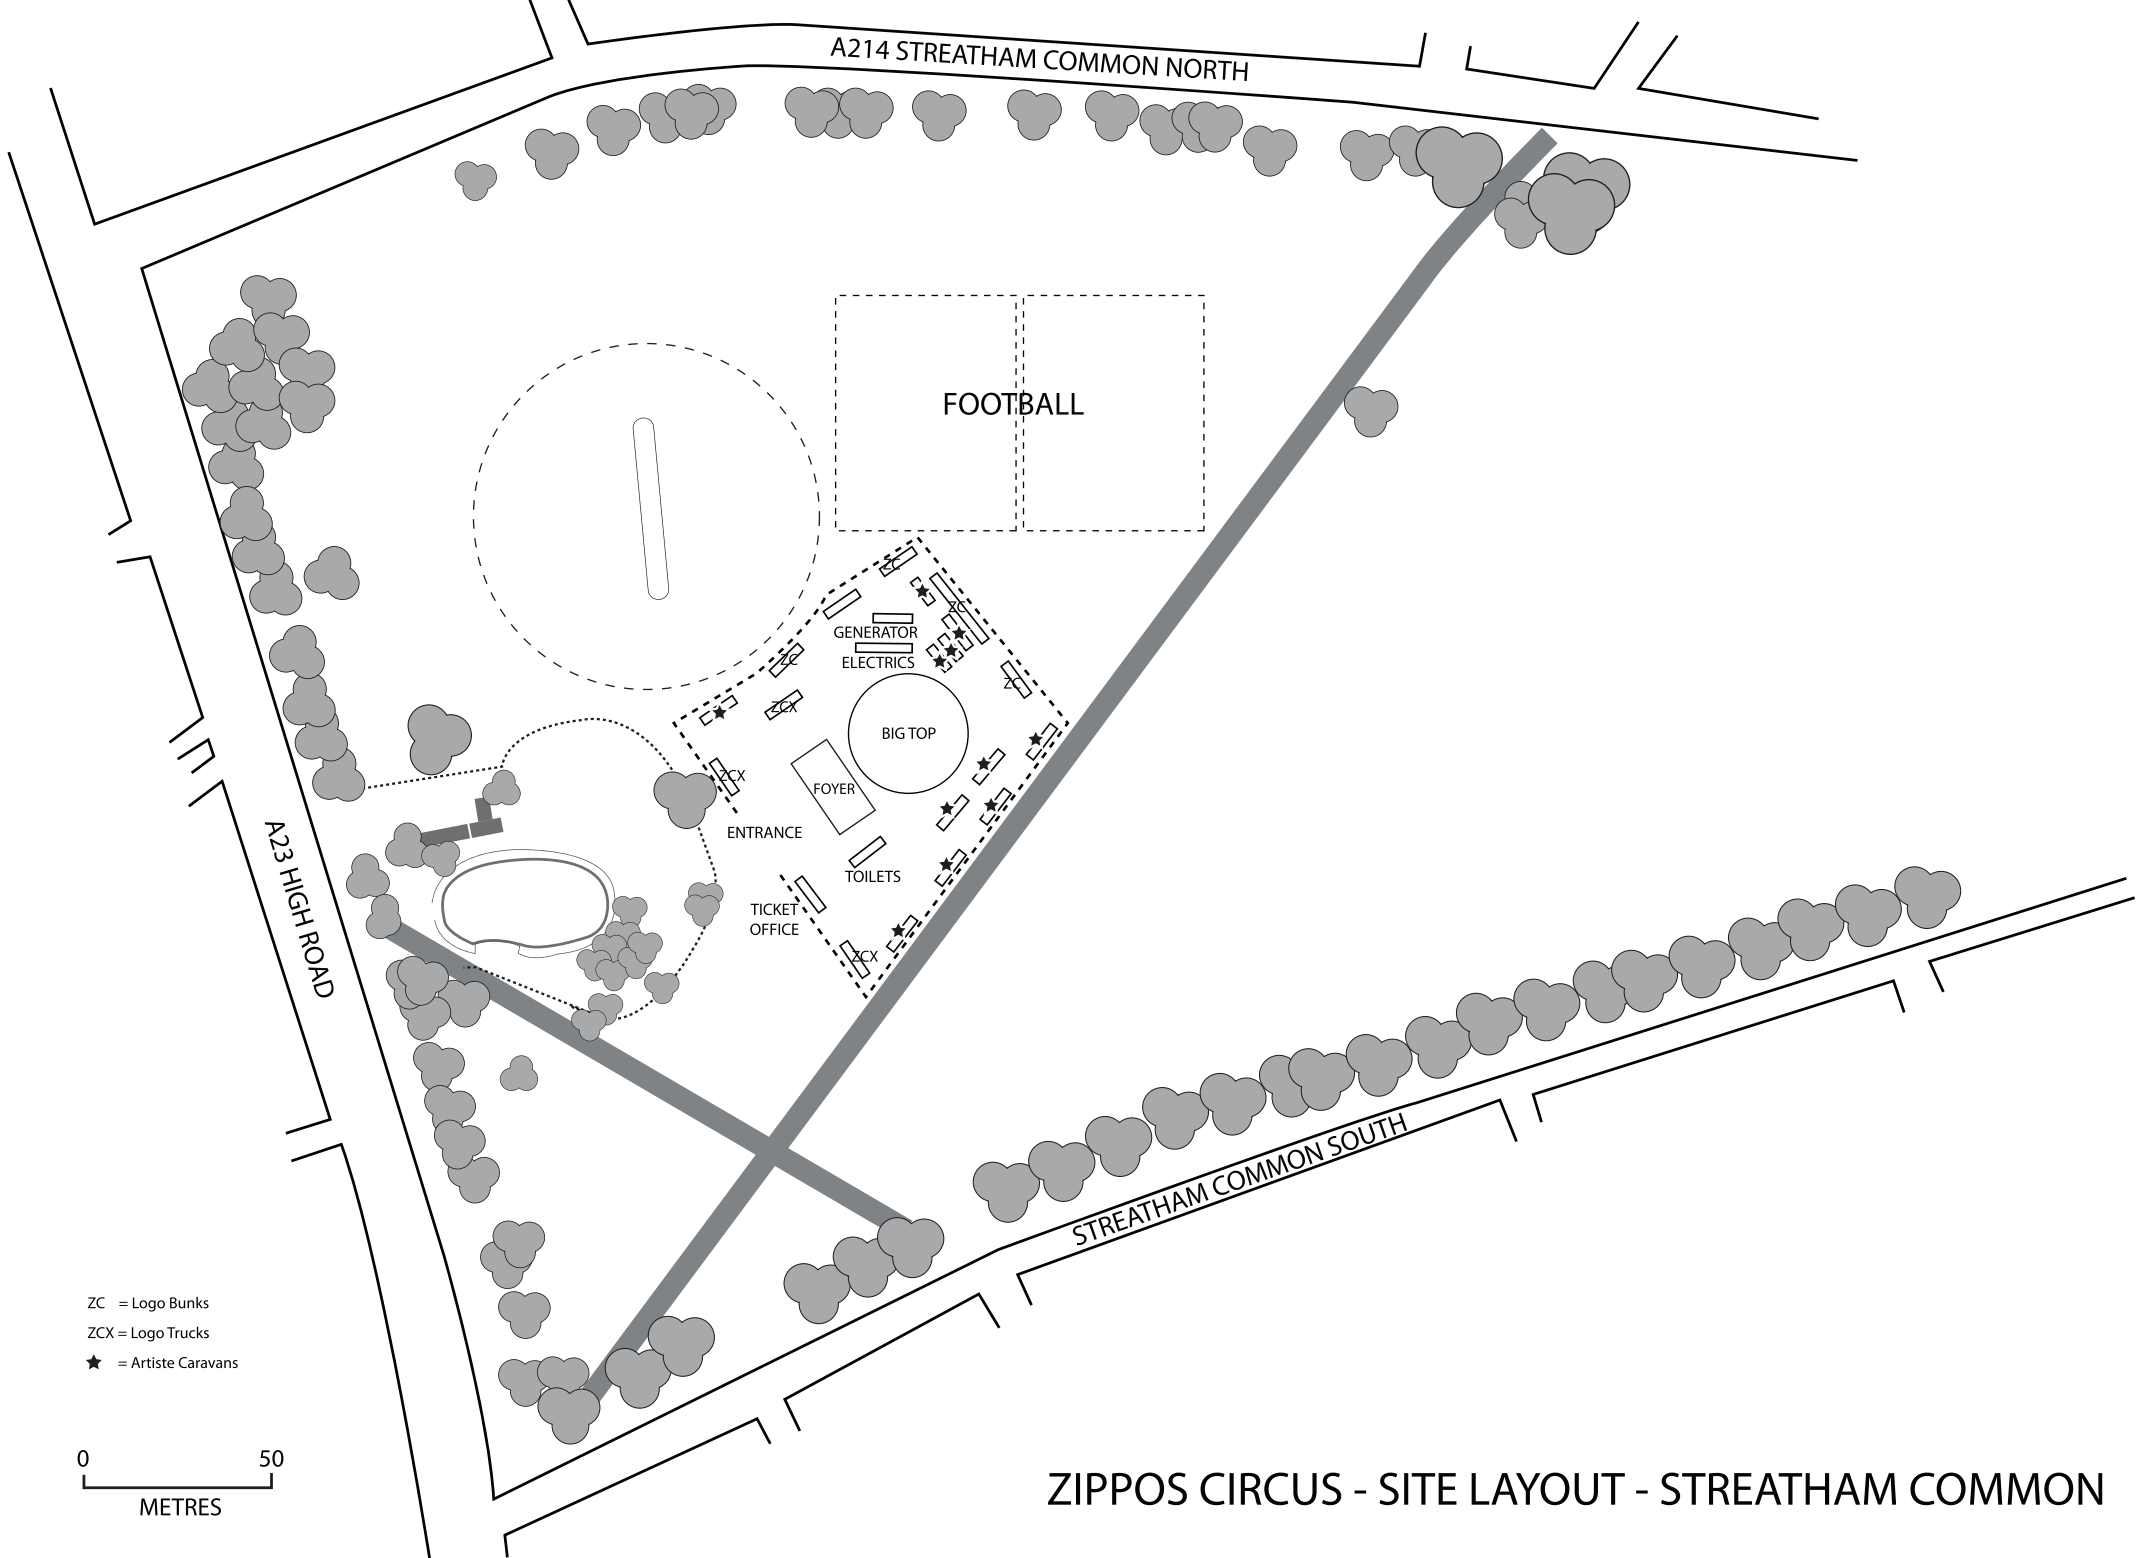 A214 STREATHAM COMMON NORTH
FOOTBALL
ZC
ZC
GENERATOR
ELECTRICS
ZC
ZC
ZCX
BIG TOP
ZCX
FOYER
ENTRANCE
TOILETS
TICKET
OFFICE
ZCX
A23 HIGH ROAD
STREATHAM COMMON SOUTH
ZC = Logo Bunks
ZCX = Logo Trucks
★ = Artiste Caravans
0 50
METRES
ZIPPOS CIRCUS - SITE LAYOUT - STREATHAM COMMON